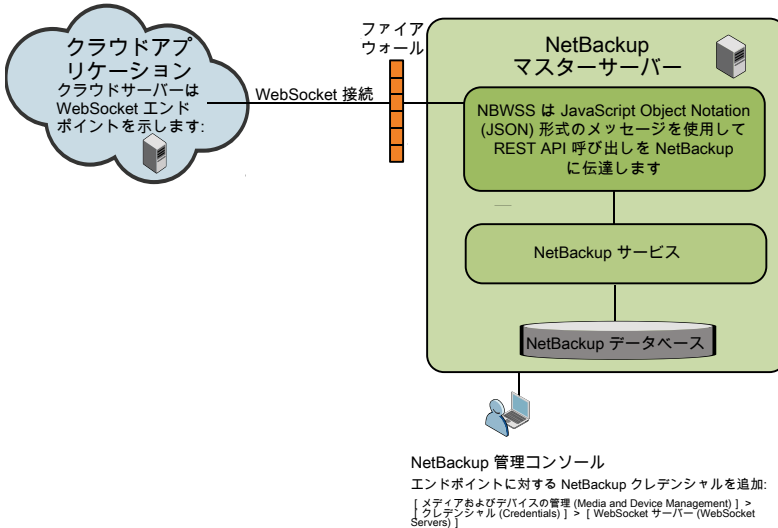 クラウドアプ
リケーション
クラウドサーバーは
WebSocket エンド
ポイントを示します:
WebSocket 接続
ファイア
ウォール
NetBackup
マスターサーバー
NBWSS は JavaScript Object Notation
(JSON) 形式のメッセージを使用して
REST API 呼び出しを NetBackup
に伝達します
NetBackup サービス
NetBackup データベース
NetBackup 管理コンソール
エンドポイントに対する NetBackup クレデンシャルを追加:
[ メディアおよびデバイスの管理 (Media and Device Management) ] >
[ クレデンシャル (Credentials) ] > [ WebSocket サーバー (WebSocket
Servers) ]